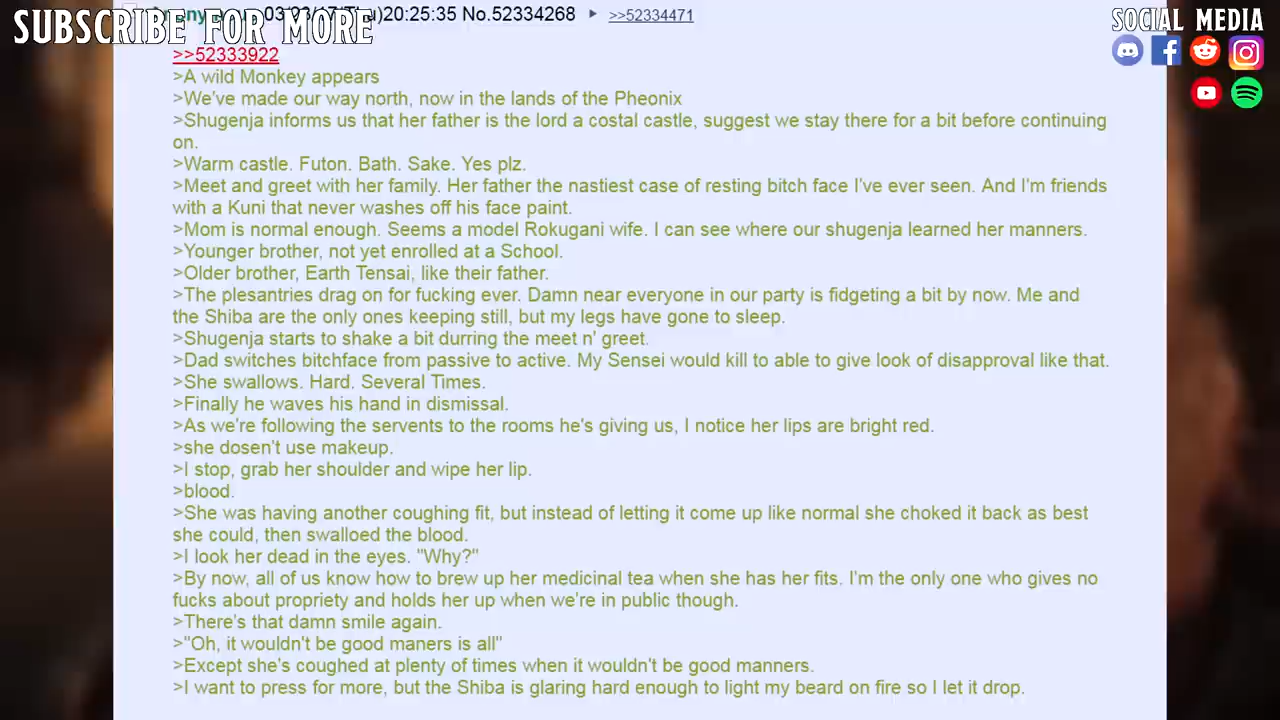 SUBSCRIBE FOR MORE
(Thu)20:25:35 No.52334268 ▶ >>52334471
SOCIAL MEDIA
>>52333922
>A wild Monkey appears
>We've made our way north, now in the lands of the Pheonix
>Shugenja informs us that her father is the lord a costal castle, suggest we stay there for a bit before continuing
on.
>Warm castle. Futon. Bath. Sake. Yes plz.
>Meet and greet with her family. Her father the nastiest case of resting bitch face I've ever seen. And I'm friends
with a Kuni that never washes off his face paint.
>Mom is normal enough. Seems a model Rokugani wife. I can see where our shugenja learned her manners.
>Younger brother, not yet enrolled at a School.
>Older brother, Earth Tensai, like their father.
>The plesantries drag on for fucking ever. Damn near everyone in our party is fidgeting a bit by now. Me and
the Shiba are the only ones keeping still, but my legs have gone to sleep.
>Shugenja starts to shake a bit durring the meet n' greet.
>Dad switches bitchface from passive to active. My Sensei would kill to able to give look of disapproval like that.
>She swallows. Hard. Several Times.
>Finally he waves his hand in dismissal.
>As we're following the servents to the rooms he's giving us, I notice her lips are bright red.
>she dosen't use makeup.
>I stop, grab her shoulder and wipe her lip.
>blood.
>She was having another coughing fit, but instead of letting it come up like normal she choked it back as best
she could, then swalloed the blood.
>I look her dead in the eyes. "Why?"
>By now, all of us know how to brew up her medicinal tea when she has her fits. I'm the only one who gives no
fucks about propriety and holds her up when we're in public though.
>There's that damn smile again.
>"Oh, it wouldn't be good maners is all"
>Except she's coughed at plenty of times when it wouldn't be good manners.
>I want to press for more, but the Shiba is glaring hard enough to light my beard on fire so I let it drop.